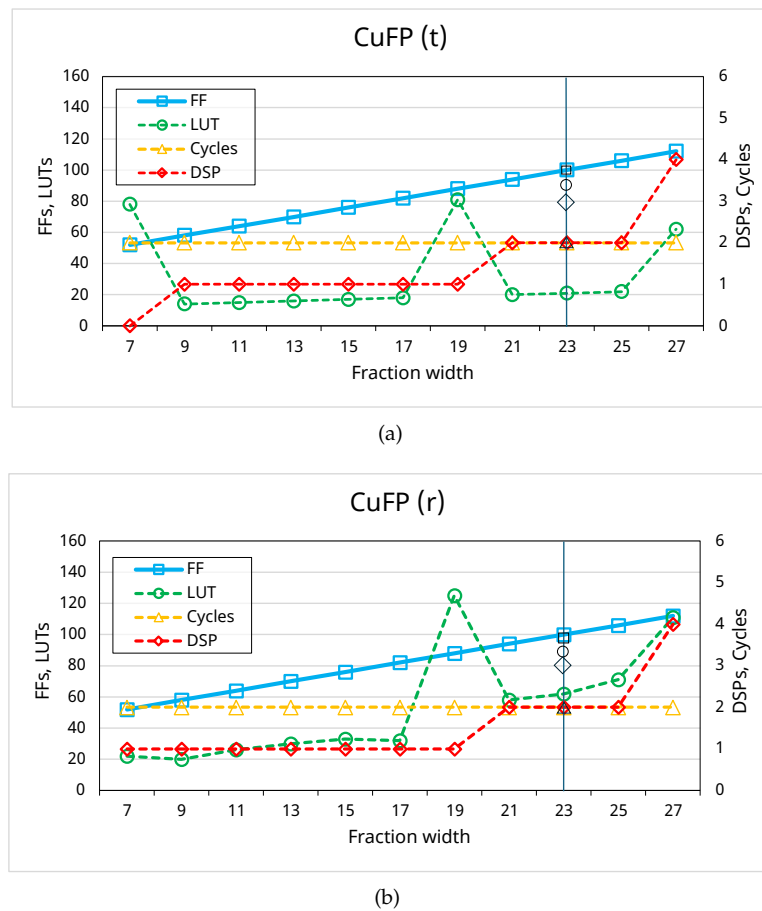 CuFP (t)
160
140
120
100
80
60
40
20
0
FFs, LUTs
FF
LUT
Cycles
DSP
6
5
4
3
2
1
0
DSPs, Cycles
7 9 11 13 15 17 19 21 23 25 27
Fraction width
(a)
CuFP (r)
160
140
120
100
80
60
40
20
0
FFs, LUTs
FF
LUT
Cycles
DSP
6
5
4
3
2
1
0
DSPs, Cycles
7 9 11 13 15 17 19 21 23 25 27
Fraction width
(b)